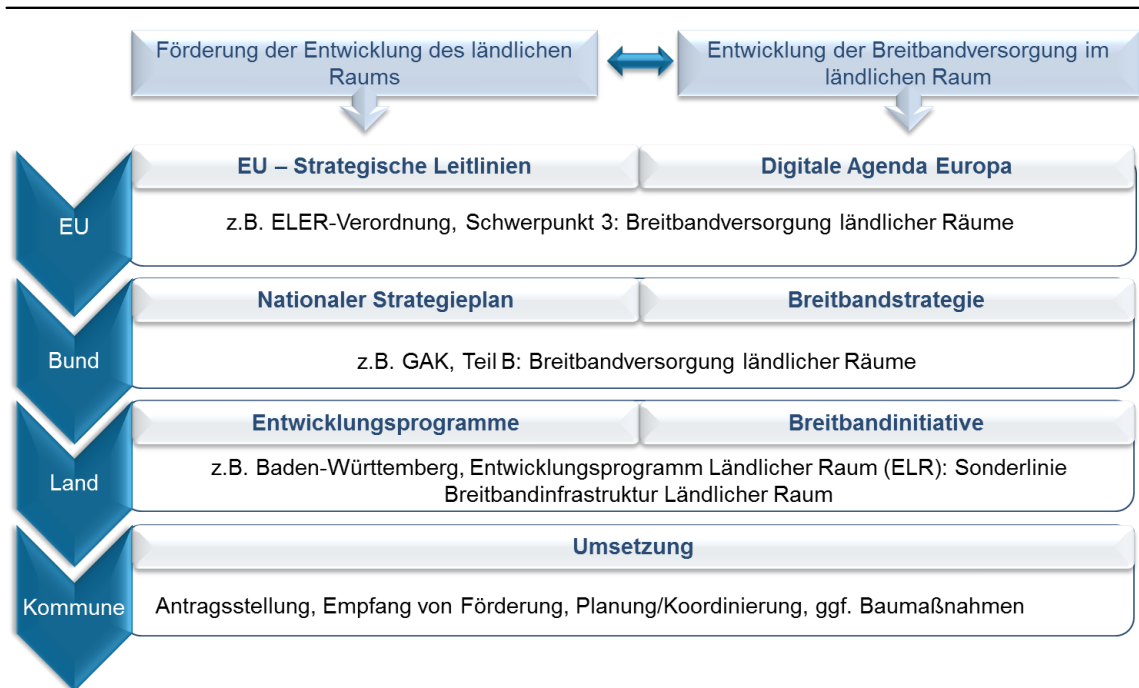 Förderung der Entwicklung des ländlichen
Raums
Entwicklung der Breitbandversorgung im
ländlichen Raum
EU – Strategische Leitlinien
Digitale Agenda Europa
EU
z.B. ELER-Verordnung, Schwerpunkt 3: Breitbandversorgung ländlicher Räume
Nationaler Strategieplan
Breitbandstrategie
Bund
z.B. GAK, Teil B: Breitbandversorgung ländlicher Räume
Entwicklungsprogramme
Breitbandinitiative
Land
z.B. Baden-Württemberg, Entwicklungsprogramm Ländlicher Raum (ELR): Sonderlinie
Breitbandinfrastruktur Ländlicher Raum
Umsetzung
Kommune
Antragsstellung, Empfang von Förderung, Planung/Koordinierung, ggf. Baumaßnahmen